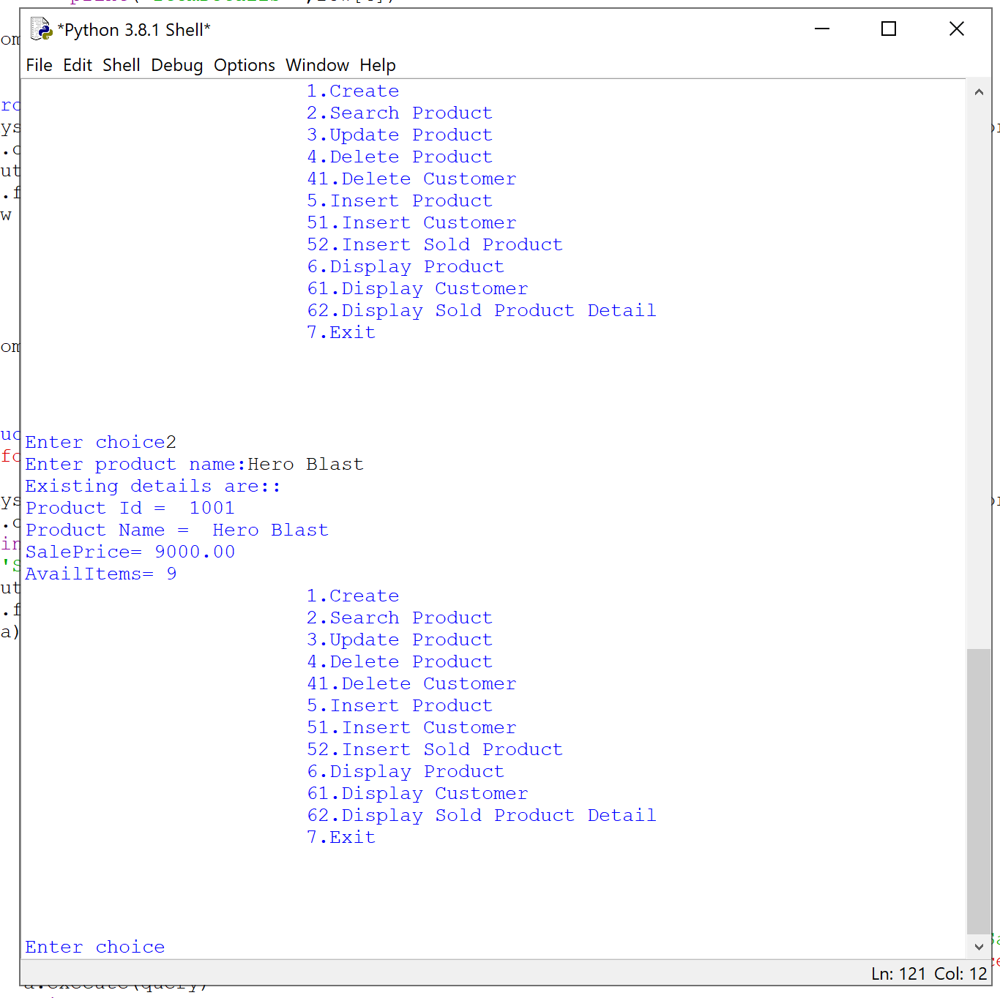 *Python 3.8.1 Shell*
File Edit Shell Debug Options Window Help
1.Create
2.Search Product
3.Update Product
4.Delete Product
41.Delete Customer
5.Insert Product
51.Insert Customer
52.Insert Sold Product
6.Display Product
61.Display Customer
62.Display Sold Product Detail
7.Exit
Enter choice2
Enter product name:Hero Blast
Existing details are::
Product Id =  1001
Product Name =  Hero Blast
SalePrice= 9000.00
AvailItems= 9
1.Create
2.Search Product
3.Update Product
4.Delete Product
41.Delete Customer
5.Insert Product
51.Insert Customer
52.Insert Sold Product
6.Display Product
61.Display Customer
62.Display Sold Product Detail
7.Exit
Enter choice
Ln: 121 Col: 12